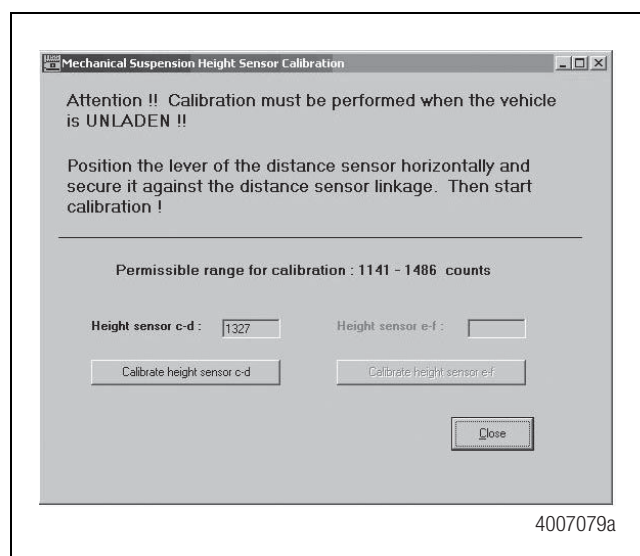 Mechanical Suspension Height Sensor Calibration
Attention !! Calibration must be performed when the vehicle
is UNLADEN !!
Position the lever of the distance sensor horizontally and
secure it against the distance sensor linkage. Then start
calibration !
Permissible range for calibration : 1141 - 1486 counts
Height sensor c-d : 1327 Height sensor e-f :
Calibrate height sensor c-d Calibrate height sensor e-f
Close
4007079a